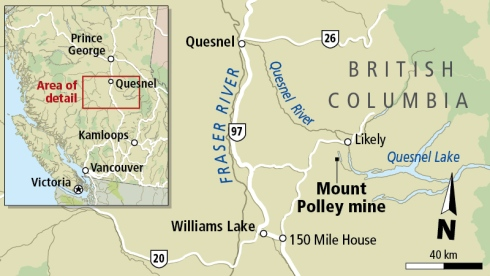 Prince
George
Quesnel
Area of
detail
Kamloops
Vancouver
Victoria
Quesnel
26
FRASER RIVER
Quesnel River
BRITISH
COLUMBIA
97
Likely
Quesnel Lake
Mount
Polley mine
N
Williams Lake
150 Mile House
20
40 km